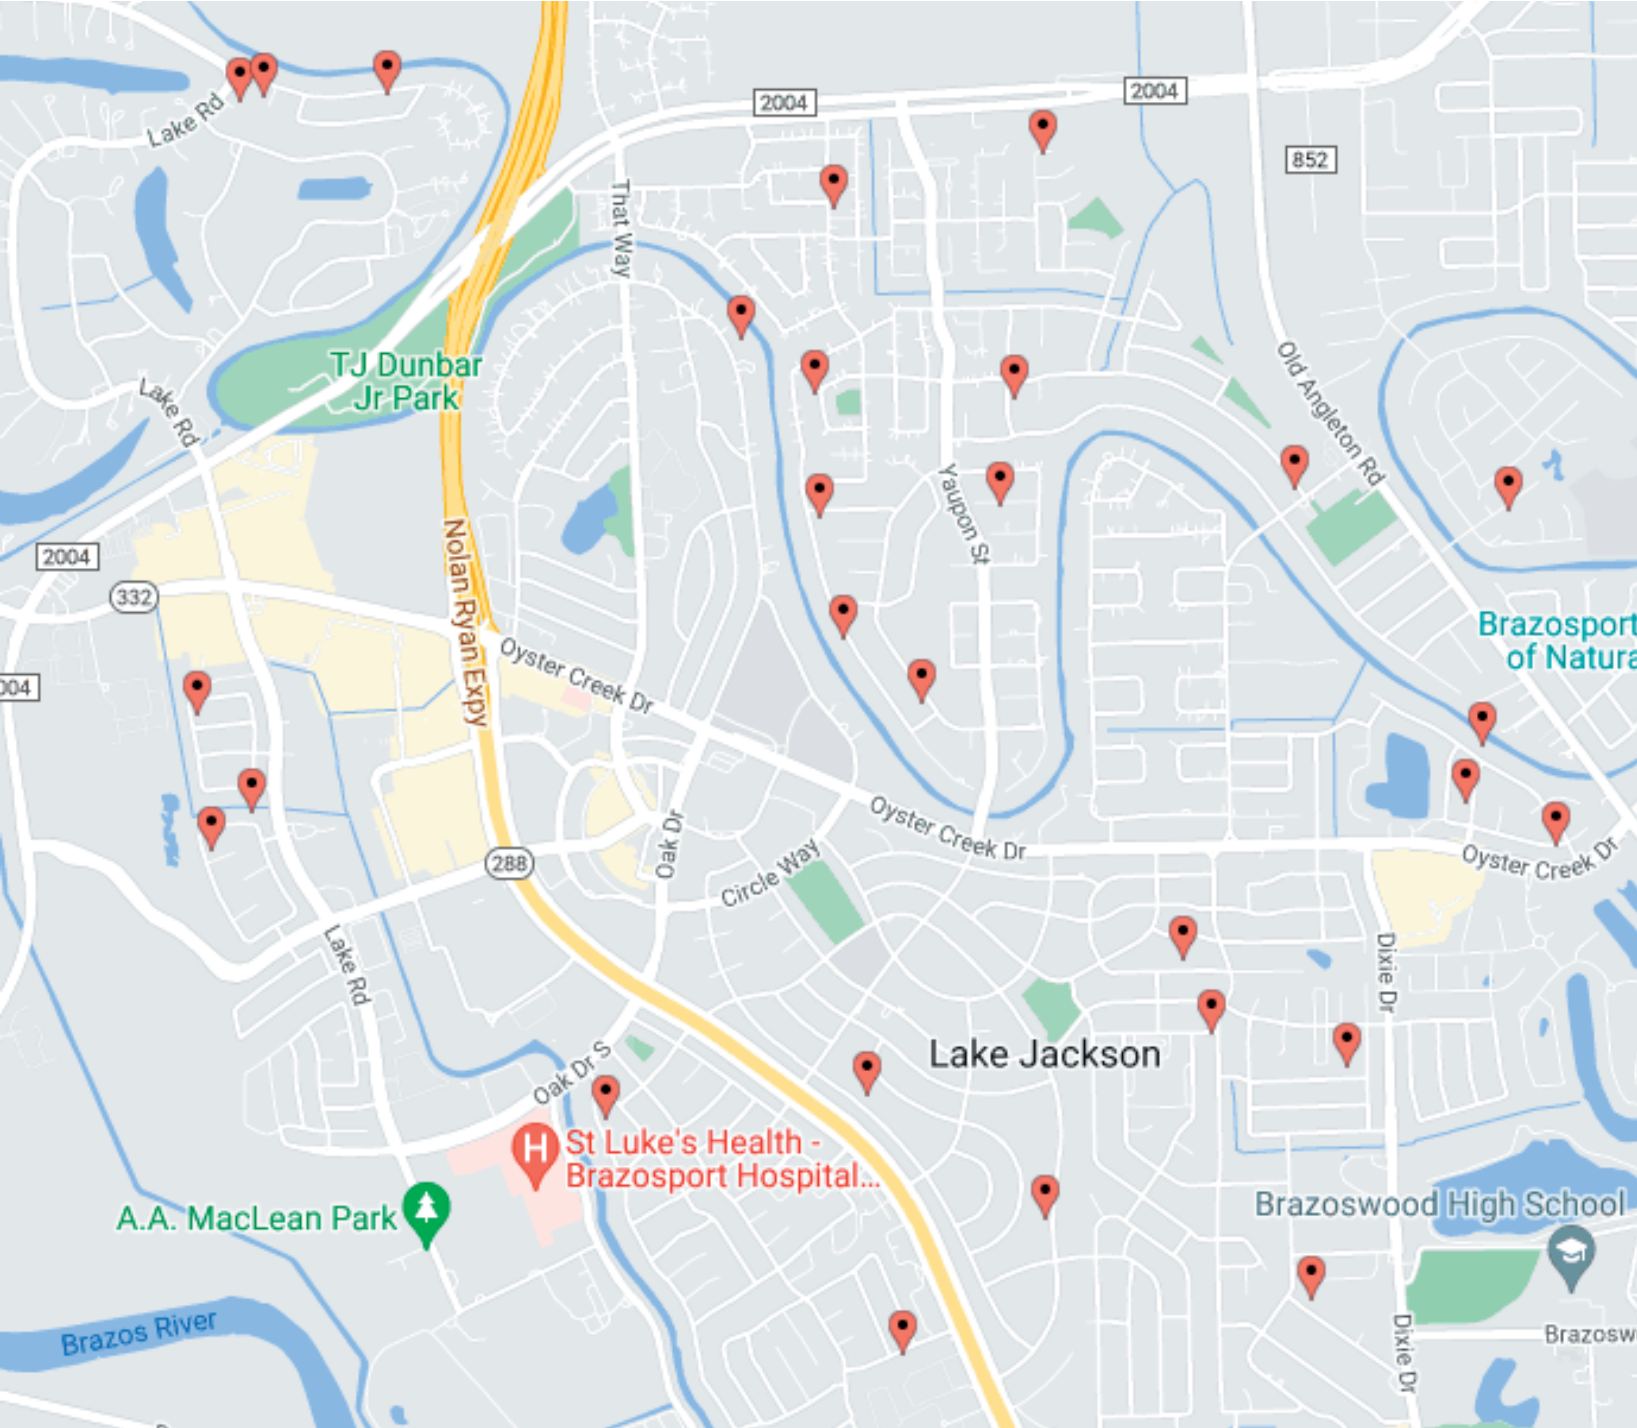 2004
2004
Lake Rd
852
That Way
TJ Dunbar
Jr Park
Old Angleton Rd
Lake Rd
Yaupon St
Nolan Ryan Expy
2004
332
Brazosport
of Natura
Oyster Creek Dr
004
Oyster Creek Dr
Oak Dr
Circle Way
Oyster Creek Dr
288
Lake Rd
Dixie Dr
Lake Jackson
Oak Dr S
H
St Luke's Health -
Brazosport Hospital...
A.A. MacLean Park
Brazoswood High School
Brazos River
Dixie Dr
Brazosw